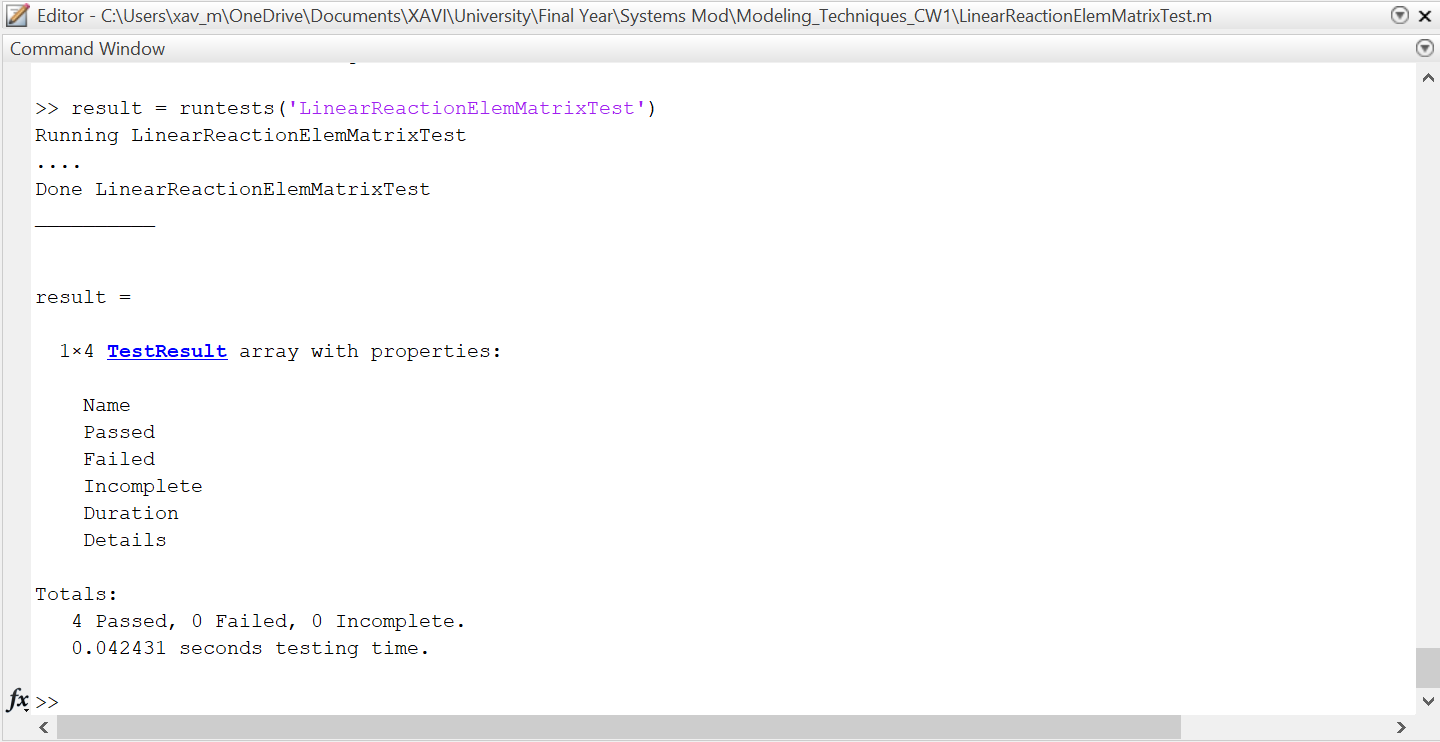 Editor - C:\Users\xav_m\OneDrive\Documents\XAVI\University\Final Year\Systems Mod\Modeling_Techniques_CW1\LinearReactionElemMatrixTest.m
Command Window
>> result = runtests('LinearReactionElemMatrixTest')
Running LinearReactionElemMatrixTest
....
Done LinearReactionElemMatrixTest
__________
result =
1×4 TestResult array with properties:
Name
Passed
Failed
Incomplete
Duration
Details
Totals:
4 Passed, 0 Failed, 0 Incomplete.
0.042431 seconds testing time.
fx >>